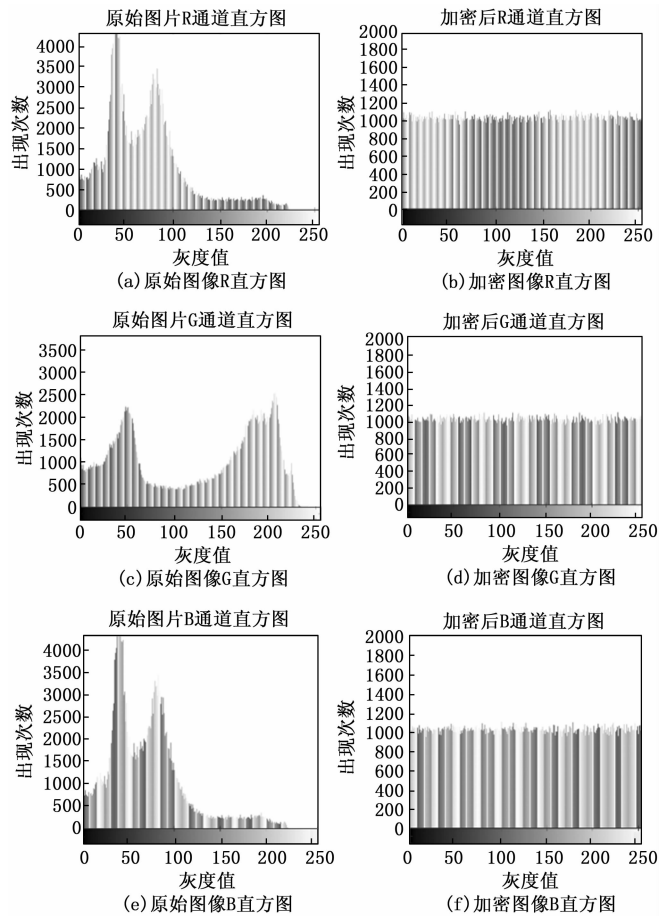 原始图片R通道直方图
4000
3500
3000
2500
2000
1500
1000
500
0
出现次数
0 50 100 150 200 250
灰度值
(a)原始图像R直方图
加密后R通道直方图
2000
1800
1600
1400
1200
1000
800
600
400
200
0
出现次数
0 50 100 150 200 250
灰度值
(b)加密图像R直方图
原始图片G通道直方图
3500
3000
2500
2000
1500
1000
500
0
出现次数
0 50 100 150 200 250
灰度值
(c)原始图像G直方图
加密后G通道直方图
2000
1800
1600
1400
1200
1000
800
600
400
200
0
出现次数
0 50 100 150 200 250
灰度值
(d)加密图像G直方图
原始图片B通道直方图
4000
3500
3000
2500
2000
1500
1000
500
0
出现次数
0 50 100 150 200 250
灰度值
(e)原始图像B直方图
加密后B通道直方图
2000
1800
1600
1400
1200
1000
800
600
400
200
0
出现次数
0 50 100 150 200 250
灰度值
(f)加密图像B直方图